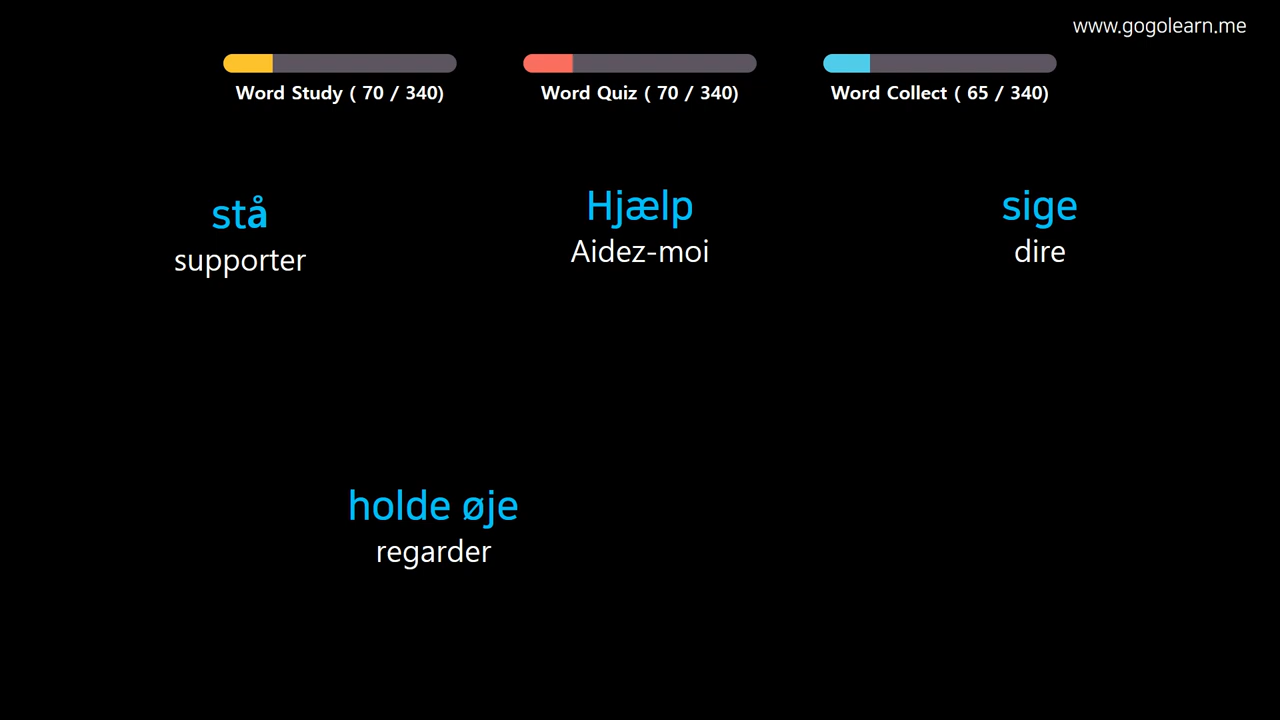 www.gogolearn.me
Word Study ( 70 / 340)
Word Quiz ( 70 / 340)
Word Collect ( 65 / 340)
stå
supporter
Hjælp
Aidez-moi
sige
dire
holde øje
regarder